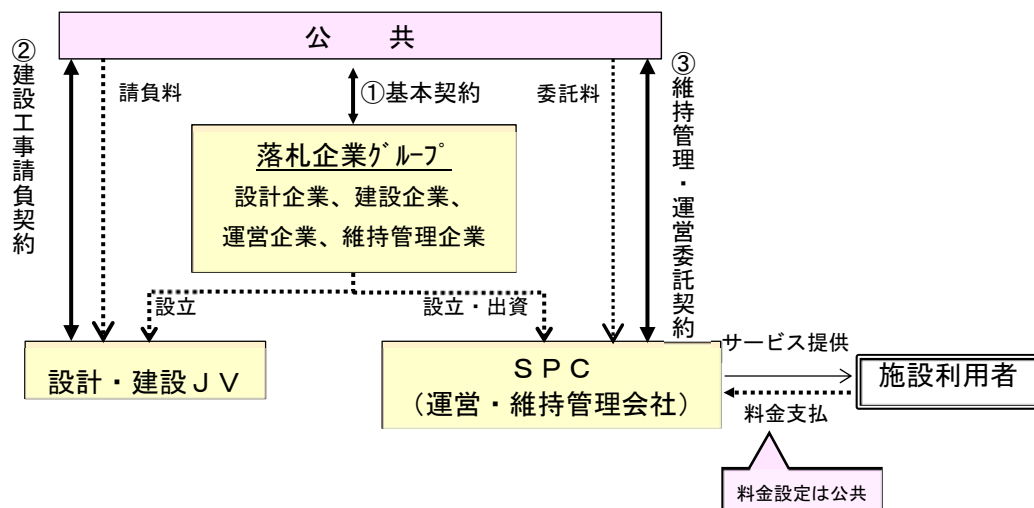 公　　共
②建設工事請負契約
請負料
①基本契約
委託料
③維持管理・運営委託契約
落札企業ｸﾞﾙｰﾌﾟ
設計企業、建設企業、
運営企業、維持管理企業
設立
設立・出資
設計・建設ＪＶ
ＳＰＣ
（運営・維持管理会社）
サービス提供
施設利用者
料金支払
料金設定は公共